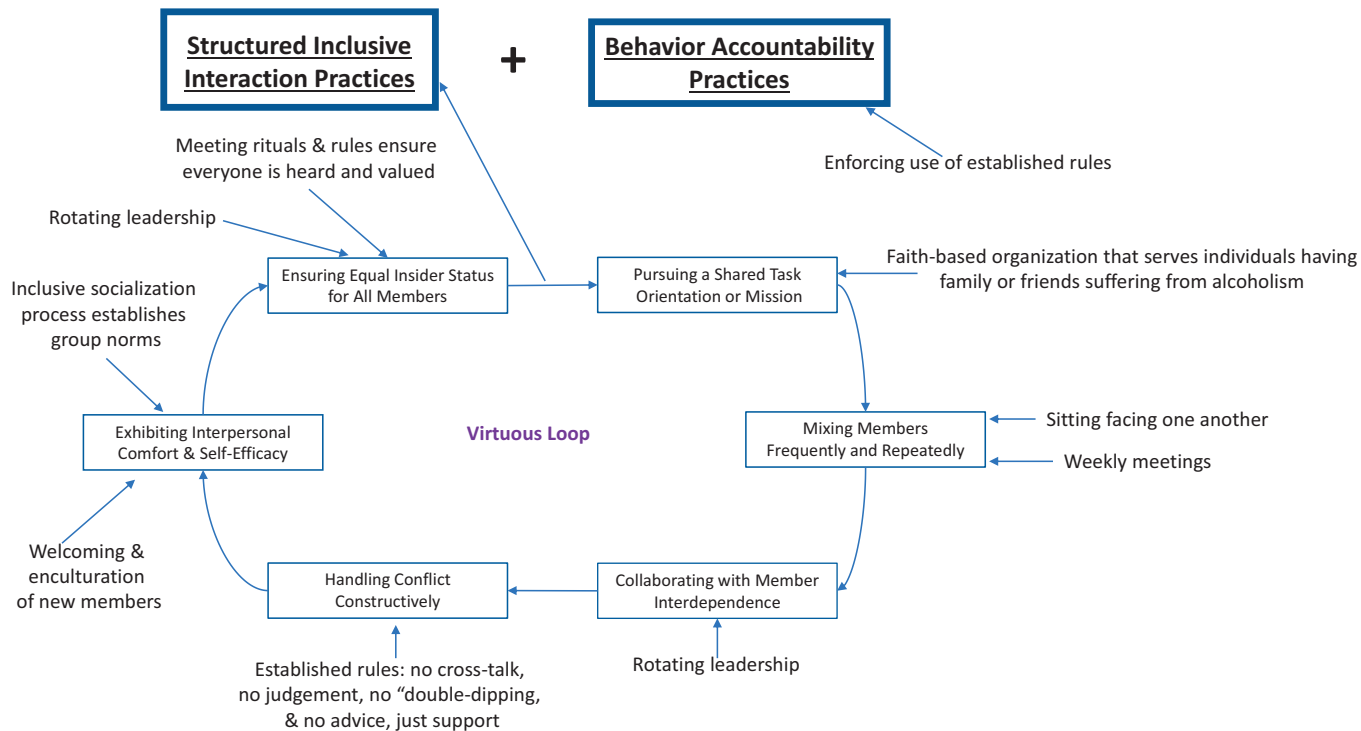 Structured Inclusive
Interaction Practices
+
Behavior Accountability
Practices
Meeting rituals & rules ensure
everyone is heard and valued
Enforcing use of established rules
Rotating leadership
Ensuring Equal Insider Status
for All Members
Pursuing a Shared Task
Orientation or Mission
Faith-based organization that serves individuals having
family or friends suffering from alcoholism
Inclusive socialization
process establishes
group norms
Exhibiting Interpersonal
Comfort & Self-Efficacy
Virtuous Loop
Mixing Members
Frequently and Repeatedly
Sitting facing one another
Weekly meetings
Welcoming &
enculturation
of new members
Handling Conflict
Constructively
Collaborating with Member
Interdependence
Established rules: no cross-talk,
no judgement, no “double-dipping,
& no advice, just support
Rotating leadership